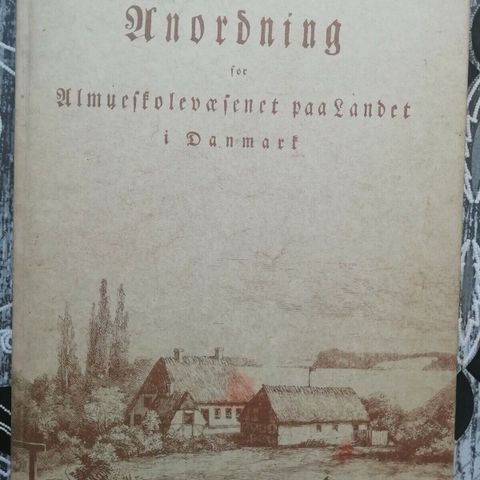 Anordning
for
Almueskolevæsenet paa Landet
i Danmark